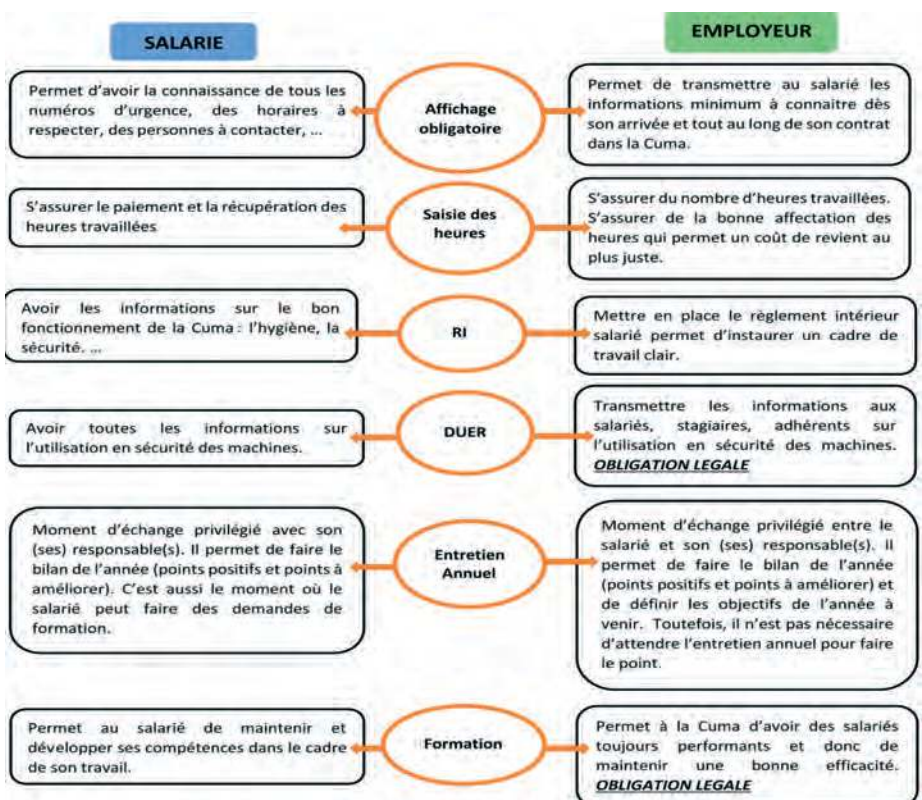 SALARIE
EMPLOYEUR
Permet d'avoir la connaissance de tous les
numéros d'urgence, des horaires à
respecter, des personnes à contacter, ...
Affichage
obligatoire
Permet de transmettre au salarié les
informations minimum à connaitre dès
son arrivée et tout au long de son contrat
dans la Cuma.
S'assurer le paiement et la récupération des
heures travaillées
Saisie des
heures
S'assurer du nombre d'heures travaillées.
S'assurer de la bonne affectation des
heures qui permet un coût de revient au
plus juste.
Avoir les informations sur le bon
fonctionnement de la Cuma : l'hygiène, la
sécurité. ...
RI
Mettre en place le règlement intérieur
salarié permet d'instaurer un cadre de
travail clair.
Avoir toutes les informations sur
l'utilisation en sécurité des machines.
DUER
Transmettre les informations aux
salariés, stagiaires, adhérents sur
l'utilisation en sécurité des machines.
OBLIGATION LEGALE
Moment d'échange privilégié avec son
(ses) responsable(s). Il permet de faire le
bilan de l'année (points positifs et points à
améliorer). C'est aussi le moment où le
salarié peut faire des demandes de
formation.
Entretien
Annuel
Moment d'échange privilégié entre le
salarié et son (ses) responsable(s). il
permet de faire le bilan de l'année
(points positifs et points à améliorer) et
de définir les objectifs de l'année à
venir. Toutefois, il n'est pas nécessaire
d'attendre l'entretien annuel pour faire
le point.
Permet au salarié de maintenir et
développer ses compétences dans le cadre
de son travail.
Formation
Permet à la Cuma d'avoir des salariés
toujours performants et donc de
maintenir une bonne efficacité.
OBLIGATION LEGALE